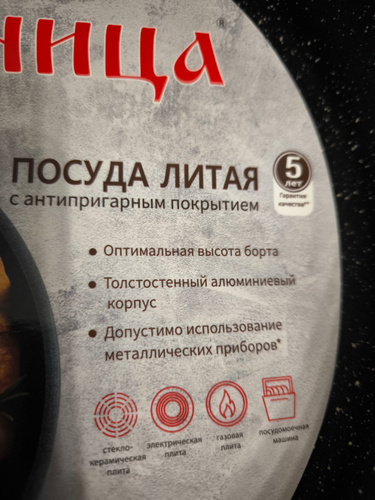 ница®
ПОСУДА ЛИТАЯ
с антипригарным покрытием
5
лет
Гарантия
качества**
• Оптимальная высота борта
• Толстостенный алюминиевый
корпус
• Допустимо использование
металлических приборов*
стекло-
керамическая
плита
электрическая
плита
газовая
плита
посудомоечная
машина